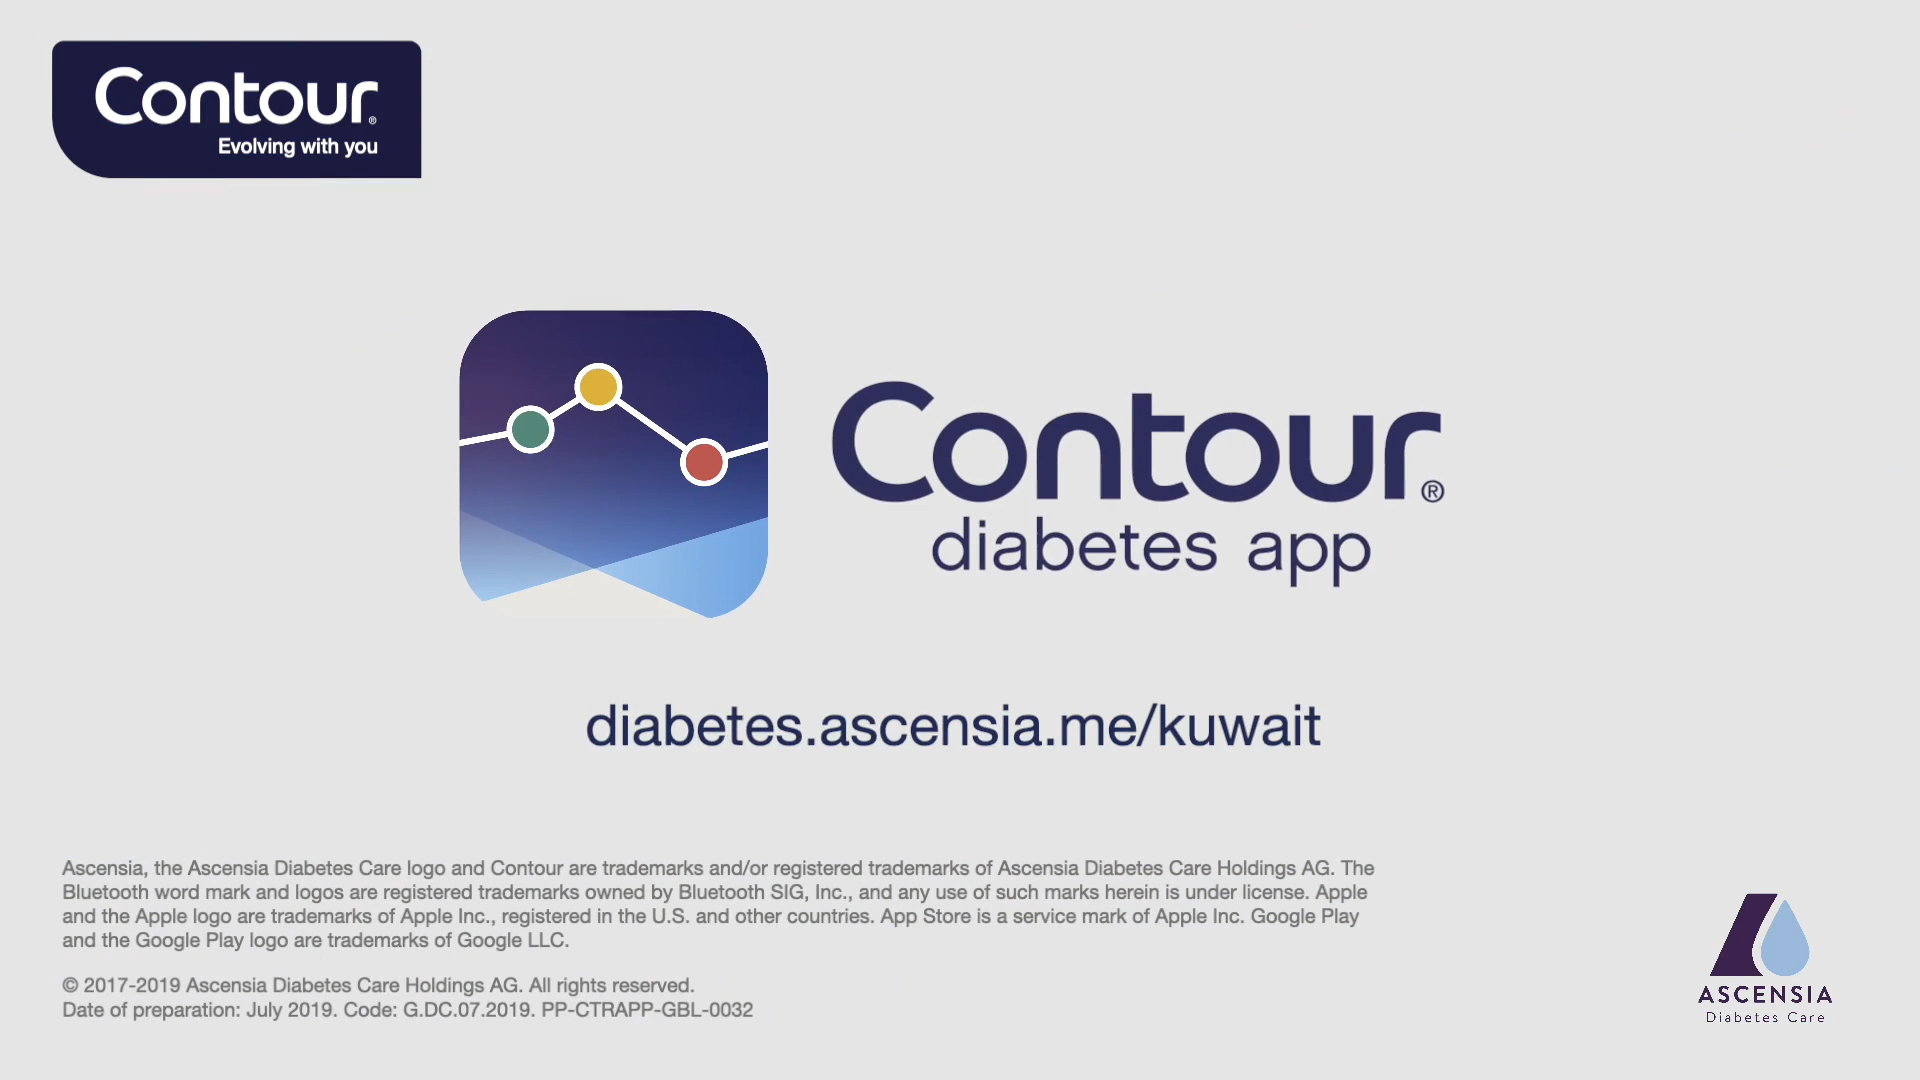 Contour®
Evolving with you
Contour®
diabetes app
diabetes.ascensia.me/kuwait
Ascensia, the Ascensia Diabetes Care logo and Contour are trademarks and/or registered trademarks of Ascensia Diabetes Care Holdings AG. The
Bluetooth word mark and logos are registered trademarks owned by Bluetooth SIG, Inc., and any use of such marks herein is under license. Apple
and the Apple logo are trademarks of Apple Inc., registered in the U.S. and other countries. App Store is a service mark of Apple Inc. Google Play
and the Google Play logo are trademarks of Google LLC.
© 2017-2019 Ascensia Diabetes Care Holdings AG. All rights reserved.
Date of preparation: July 2019. Code: G.DC.07.2019. PP-CTRAPP-GBL-0032
ASCENSIA
Diabetes Care